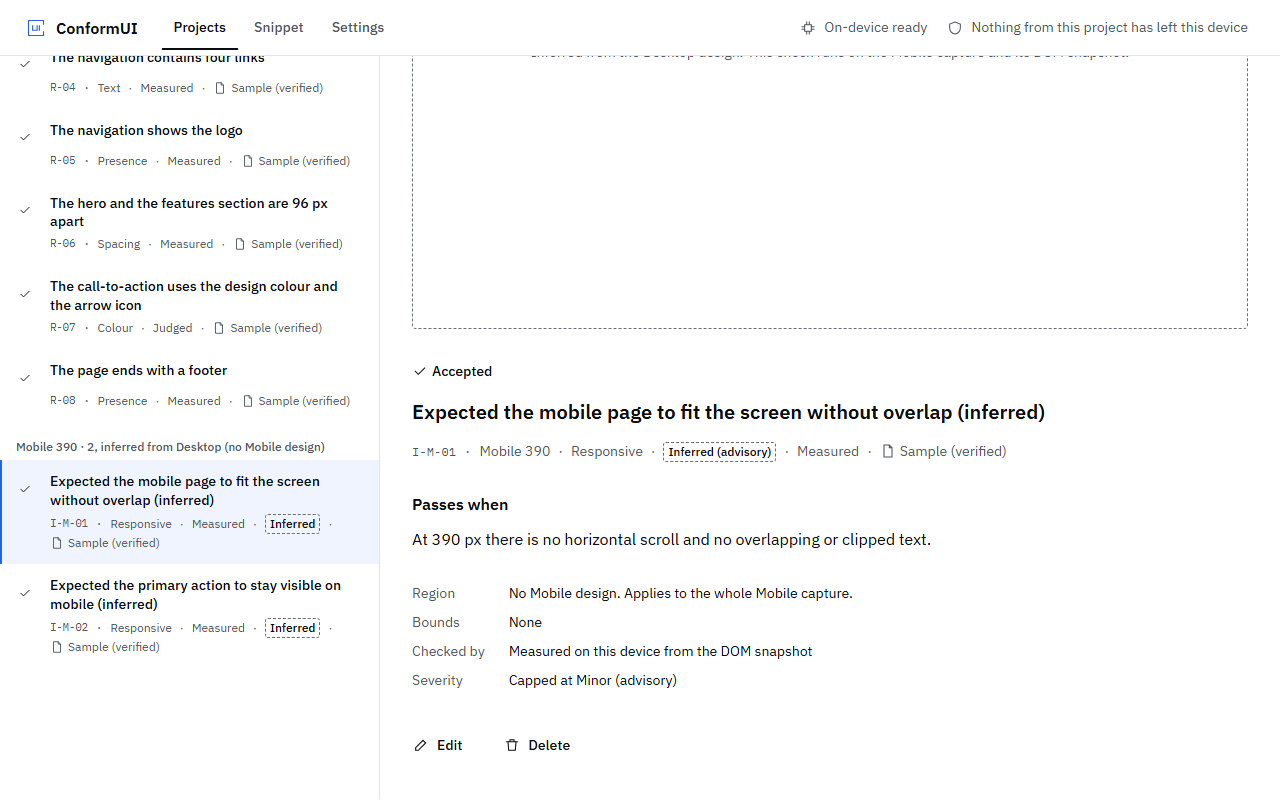 ConformUI
Projects
Snippet
Settings
On-device ready
Nothing from this project has left this device
The navigation contains four links
R-04 · Text · Measured · Sample (verified)
The navigation shows the logo
R-05 · Presence · Measured · Sample (verified)
The hero and the features section are 96 px
apart
R-06 · Spacing · Measured · Sample (verified)
The call-to-action uses the design colour and
the arrow icon
R-07 · Colour · Judged · Sample (verified)
The page ends with a footer
R-08 · Presence · Measured · Sample (verified)
Mobile 390 · 2, inferred from Desktop (no Mobile design)
Expected the mobile page to fit the screen
without overlap (inferred)
I-M-01 · Responsive · Measured · Inferred ·
Sample (verified)
Expected the primary action to stay visible on
mobile (inferred)
I-M-02 · Responsive · Measured · Inferred ·
Sample (verified)
Accepted
Expected the mobile page to fit the screen without overlap (inferred)
I-M-01 · Mobile 390 · Responsive · Inferred (advisory) · Measured · Sample (verified)
Passes when
At 390 px there is no horizontal scroll and no overlapping or clipped text.
Region No Mobile design. Applies to the whole Mobile capture.
Bounds None
Checked by Measured on this device from the DOM snapshot
Severity Capped at Minor (advisory)
Edit
Delete